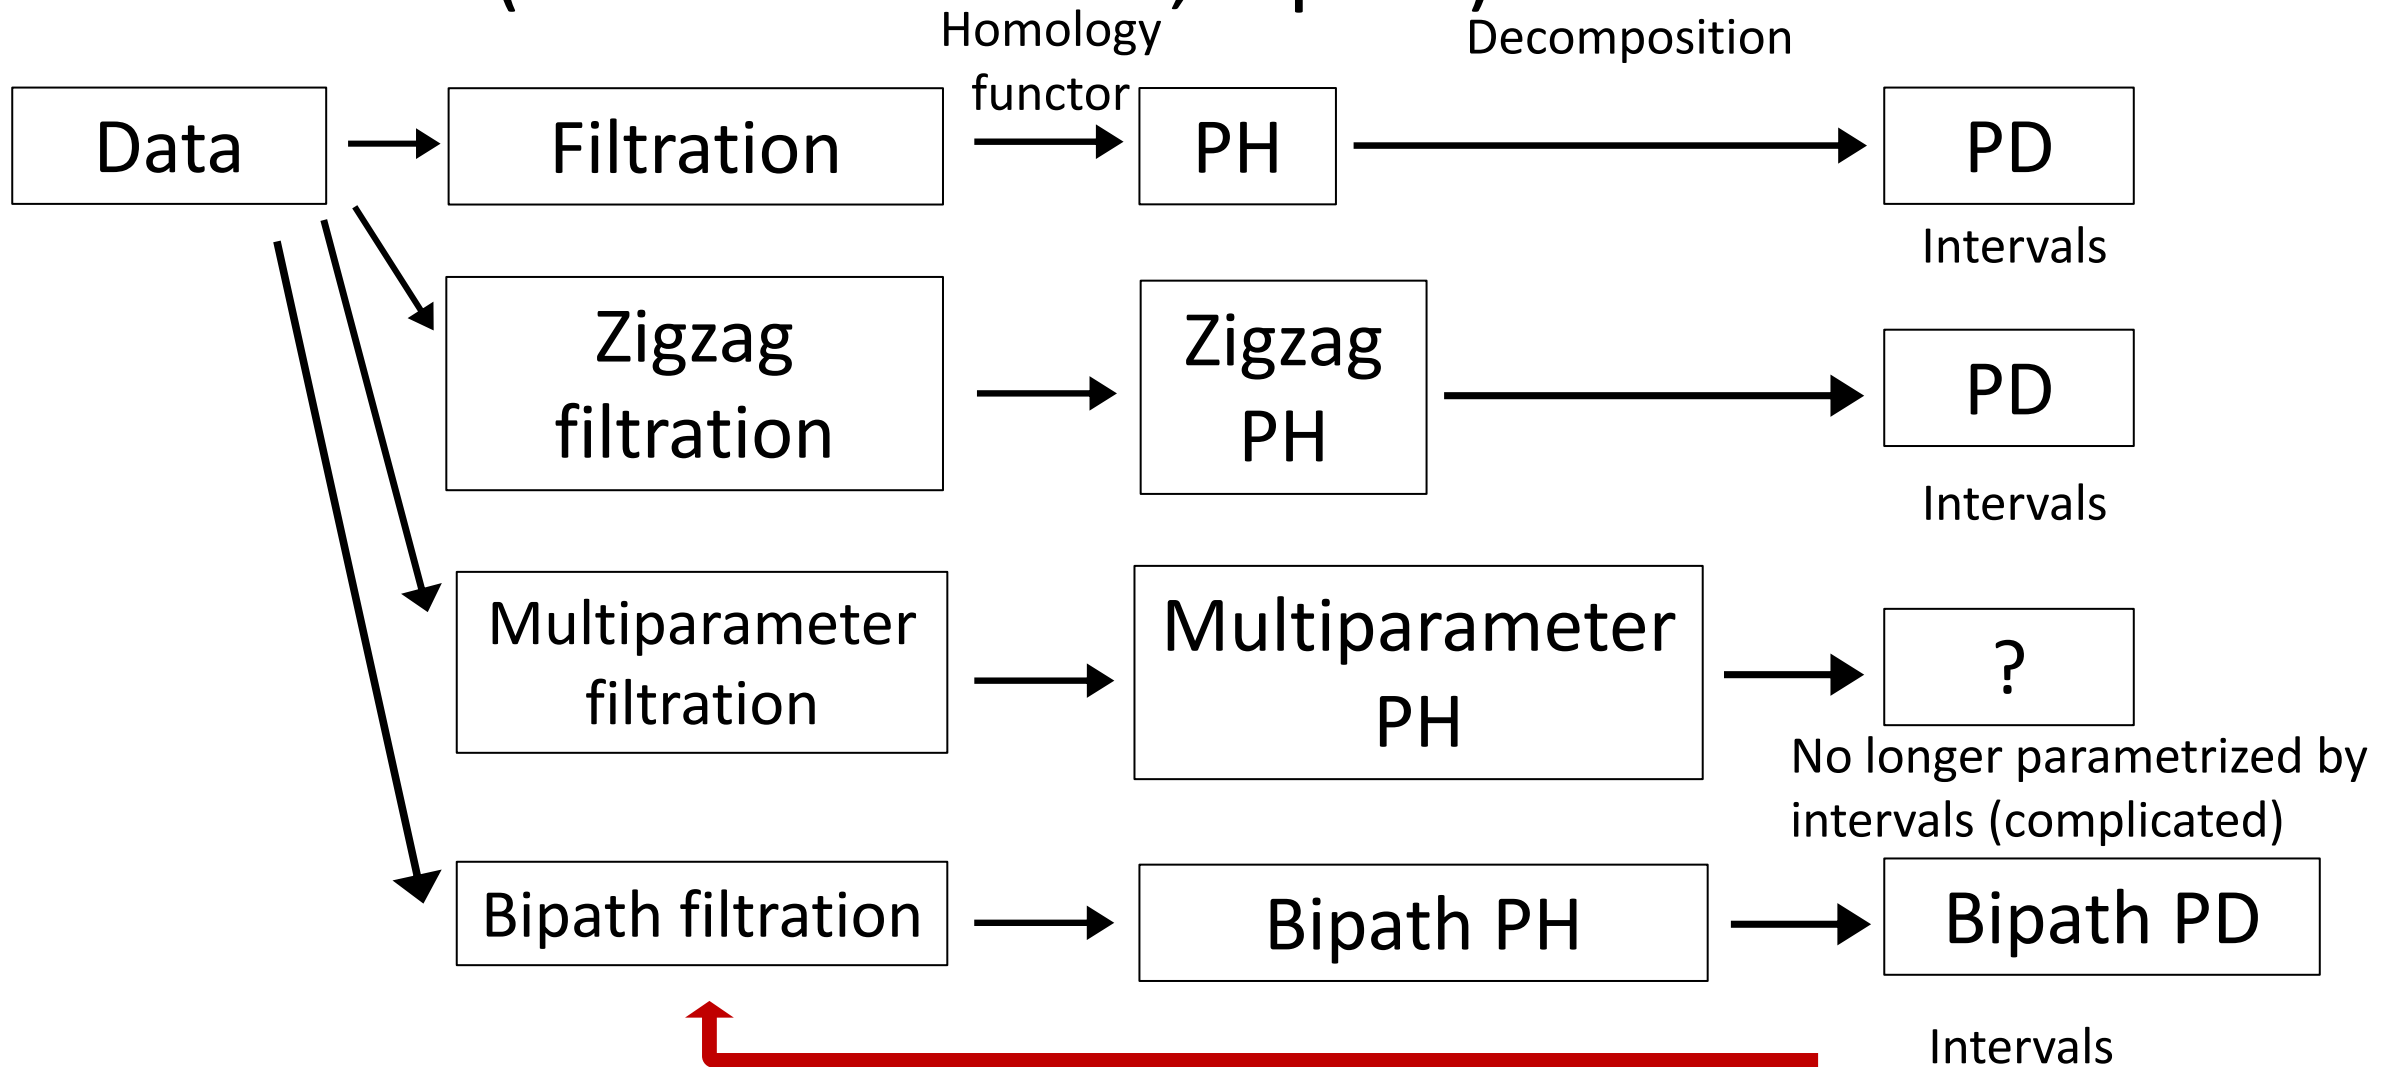 Homology
functor
Decomposition
Data
Filtration
PH
PD
Intervals
Zigzag
filtration
Zigzag
PH
PD
Intervals
Multiparameter
filtration
Multiparameter
PH
?
No longer parametrized by
intervals (complicated)
Bipath filtration
Bipath PH
Bipath PD
Intervals